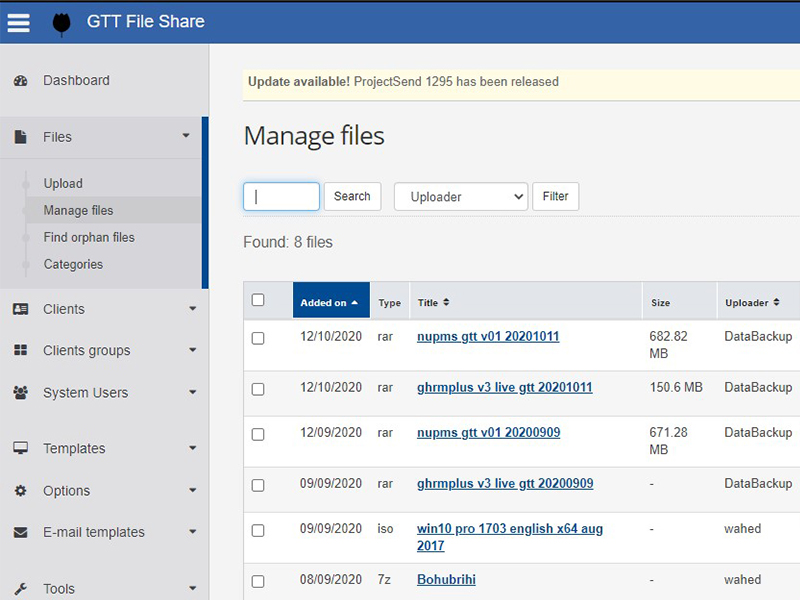 GTT File Share
Dashboard
Files
Upload
Manage files
Find orphan files
Categories
Clients
Clients groups
System Users
Templates
Options
E-mail templates
Tools
Update available! ProjectSend 1295 has been released
Manage files
Search Uploader Filter
Found: 8 files
Added on Type Title Size Uploader
12/10/2020 rar nupms gtt v01 20201011 682.82 DataBackup
MB
12/10/2020 rar ghrmplus v3 live gtt 20201011 150.6 MB DataBackup
12/09/2020 rar nupms gtt v01 20200909 671.28 DataBackup
MB
09/09/2020 rar ghrmplus v3 live gtt 20200909 - DataBackup
09/09/2020 iso win10 pro 1703 english x64 aug - wahed
2017
08/09/2020 7z Bohubrihi - wahed